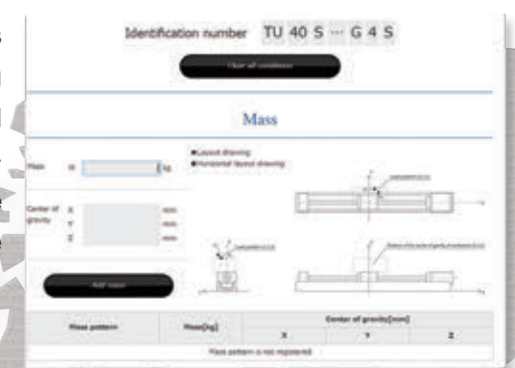 Identification number TU 40 S ··· G 4 S
Clear all conditions
Mass
●Layout drawing
●Horizontal layout drawing
Mass M kg
Center of gravity
X mm
Y mm
Z mm
Add mass
Mass pattern Mass[kg] Center of gravity[mm]
X Y Z
Mass pattern is not registered